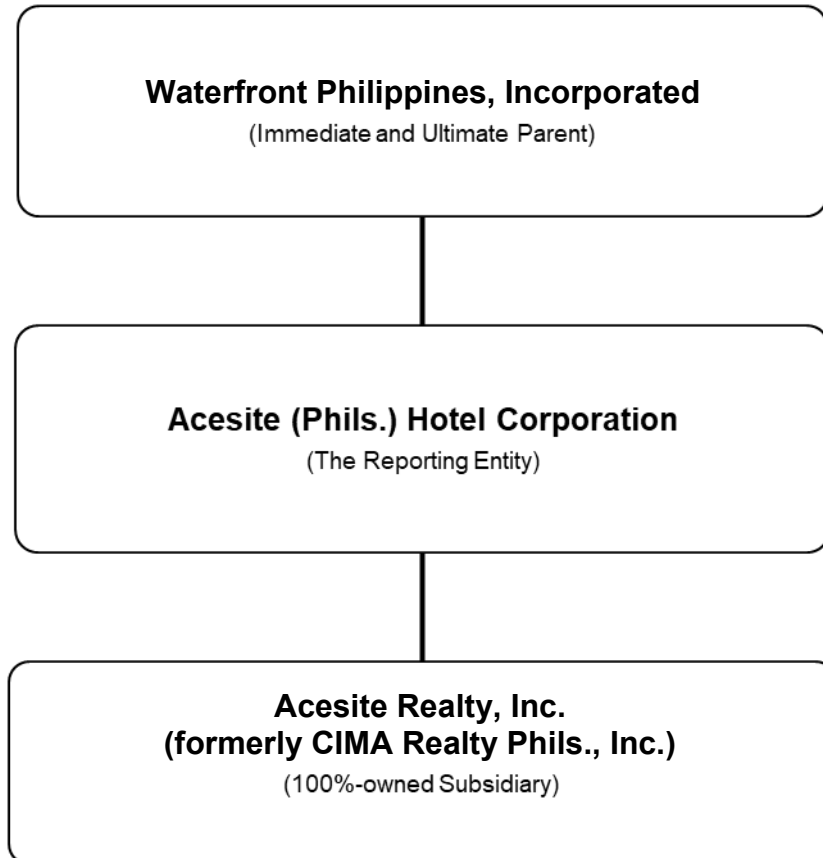 Waterfront Philippines, Incorporated
(Immediate and Ultimate Parent)
Acesite (Phils.) Hotel Corporation
(The Reporting Entity)
Acesite Realty, Inc.
(formerly CIMA Realty Phils., Inc.)
(100%-owned Subsidiary)